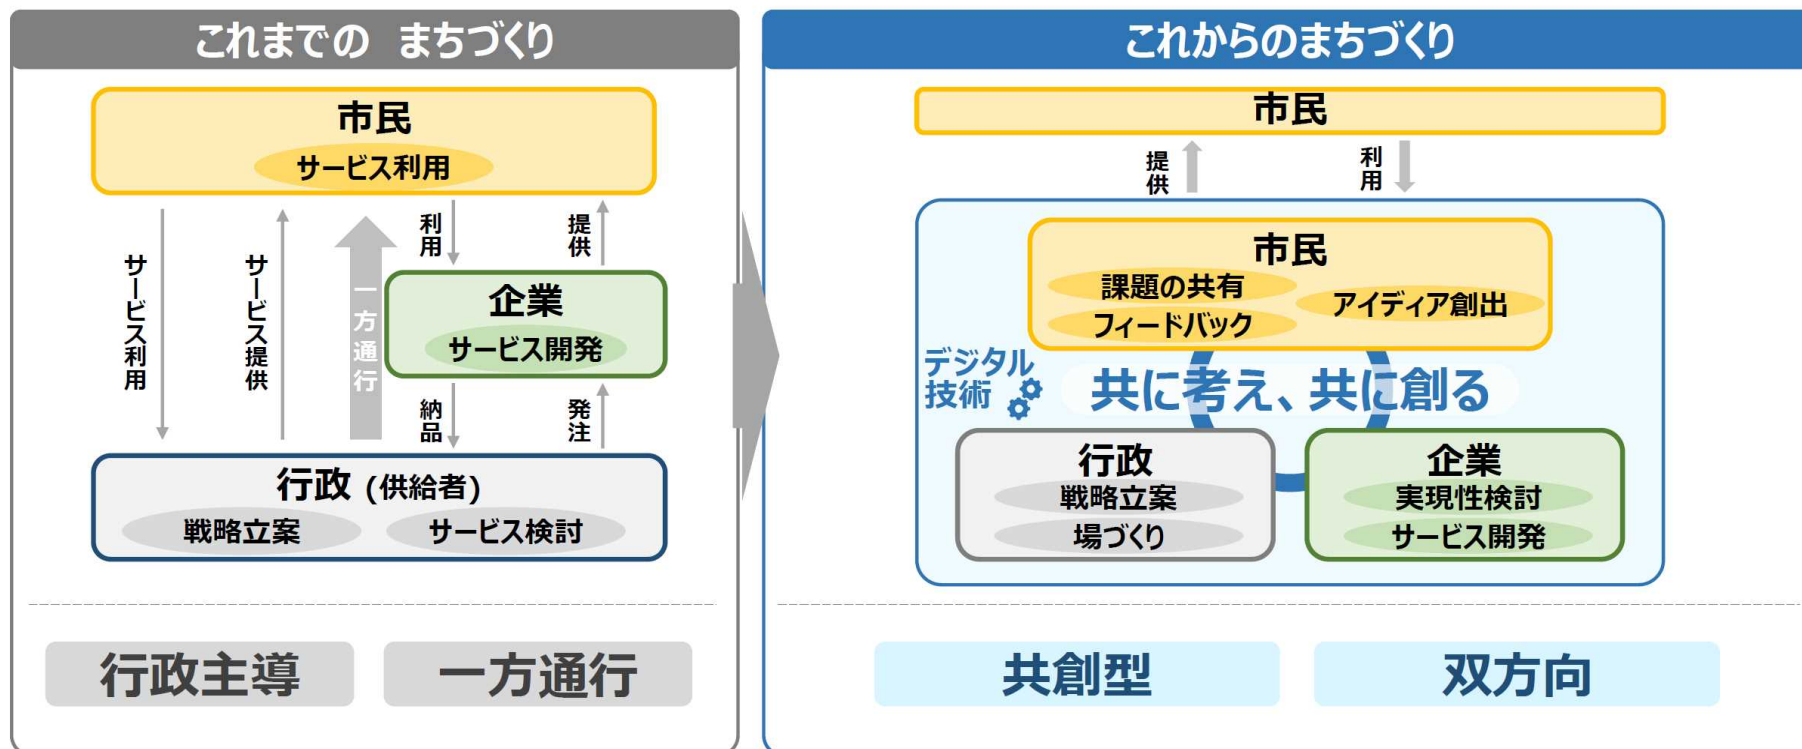 これまでの まちづくり
市民
サービス利用
サービス利用
サービス提供
一方通行
利用
提供
企業
サービス開発
納品
発注
行政 (供給者)
戦略立案
サービス検討
行政主導
一方通行
これからのまちづくり
市民
提供
利用
市民
課題の共有
アイディア創出
フィードバック
デジタル
技術
共に考え、共に創る
行政
戦略立案
場づくり
企業
実現性検討
サービス開発
共創型
双方向